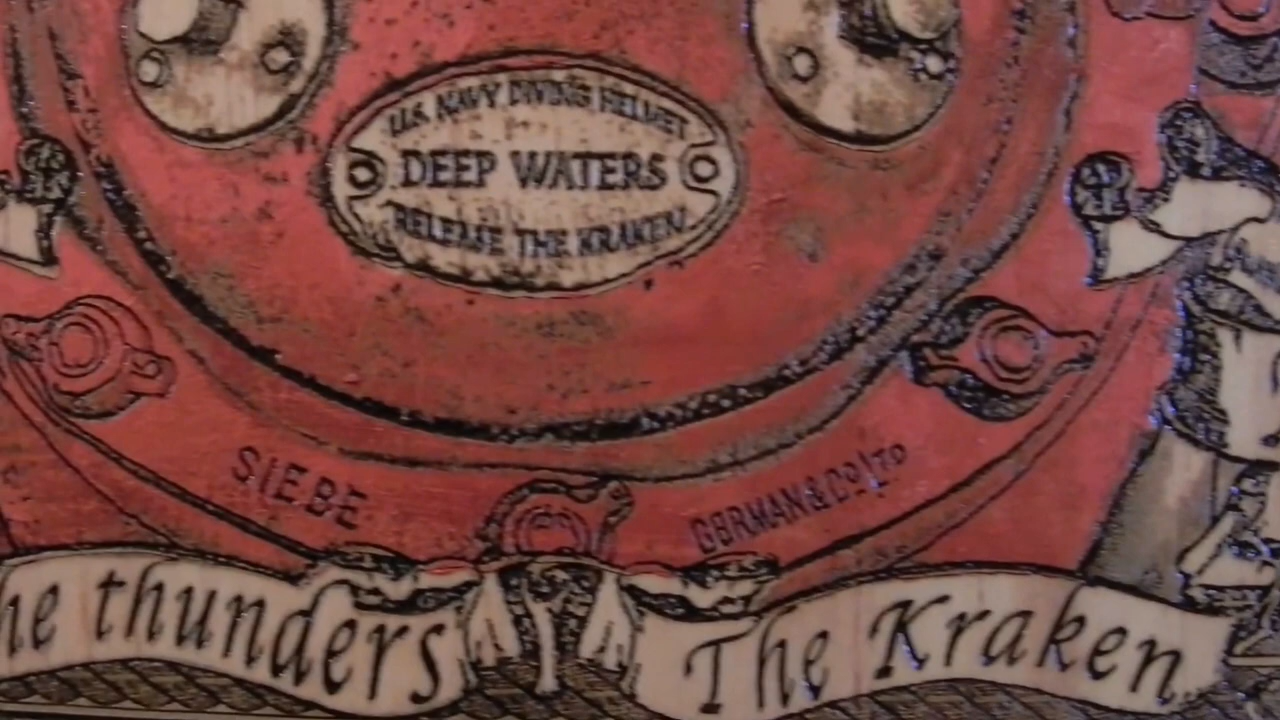 U.S. NAVY DIVING HELMET
DEEP WATERS
RELEASE THE KRAKEN
SIEBE GORMAN & CO LTD
he thunders The Kraken